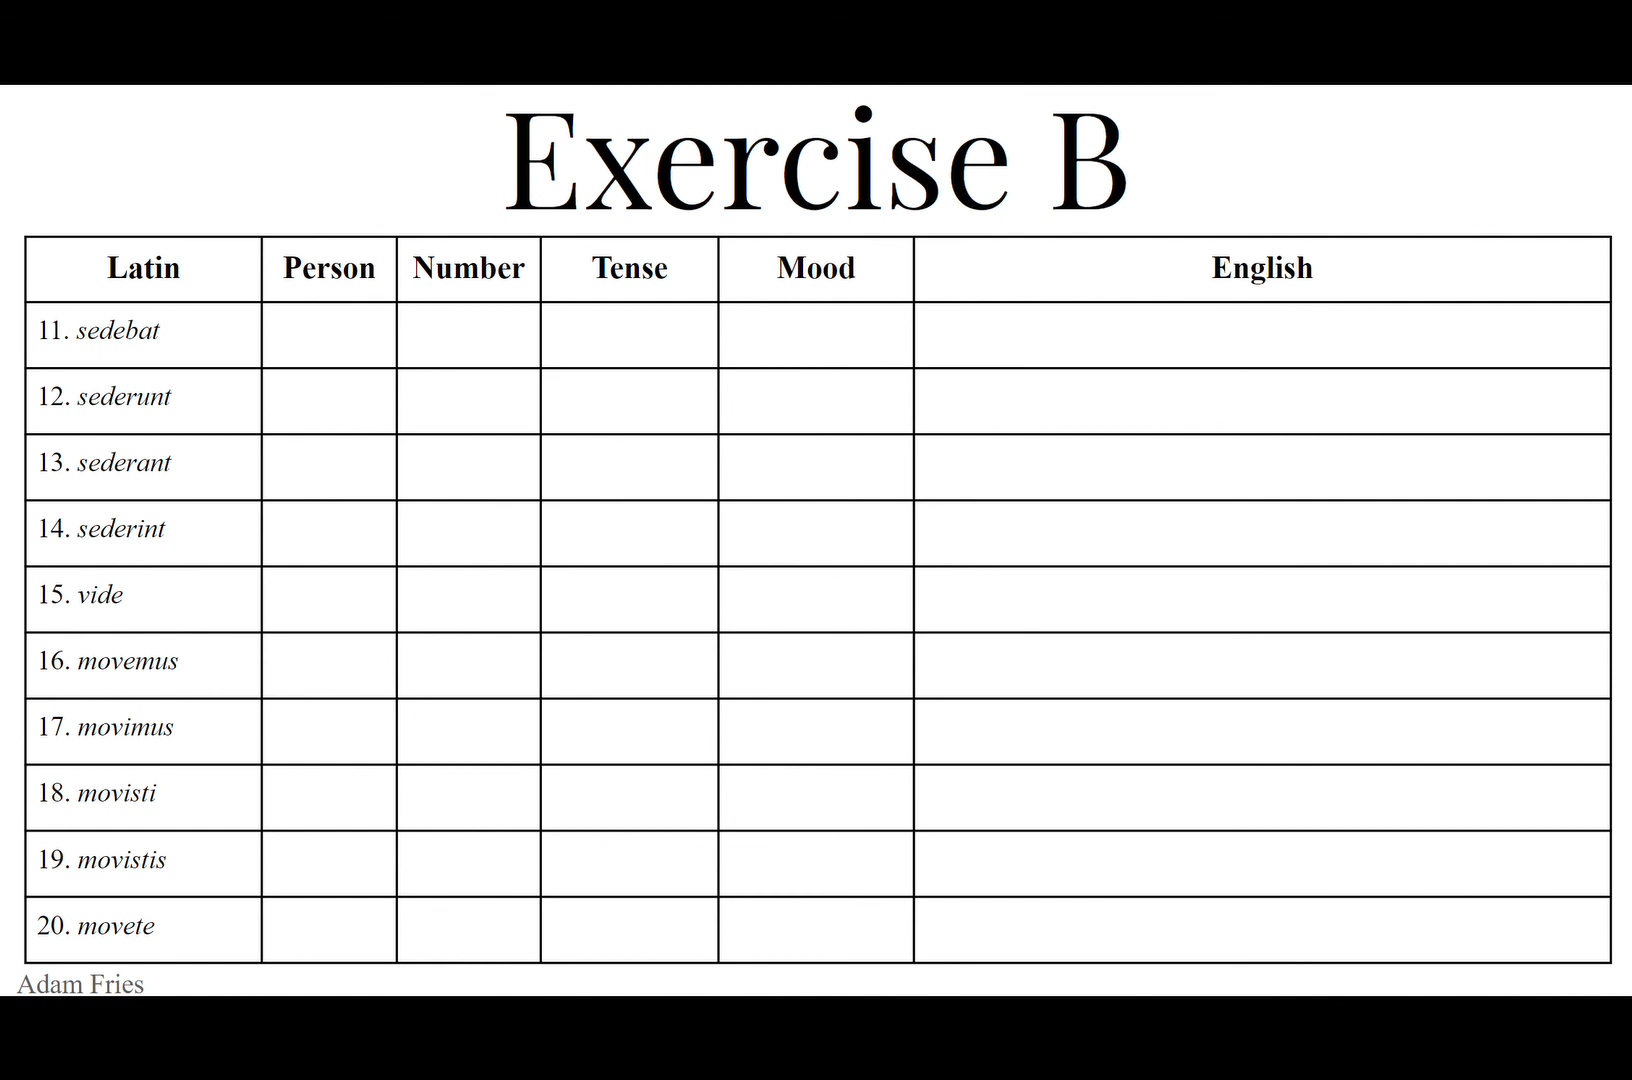 Exercise B
Latin Person Number Tense Mood English
11. sedebat
12. sederunt
13. sederant
14. sederint
15. vide
16. movemus
17. movimus
18. movisti
19. movistis
20. movete
Adam Fries